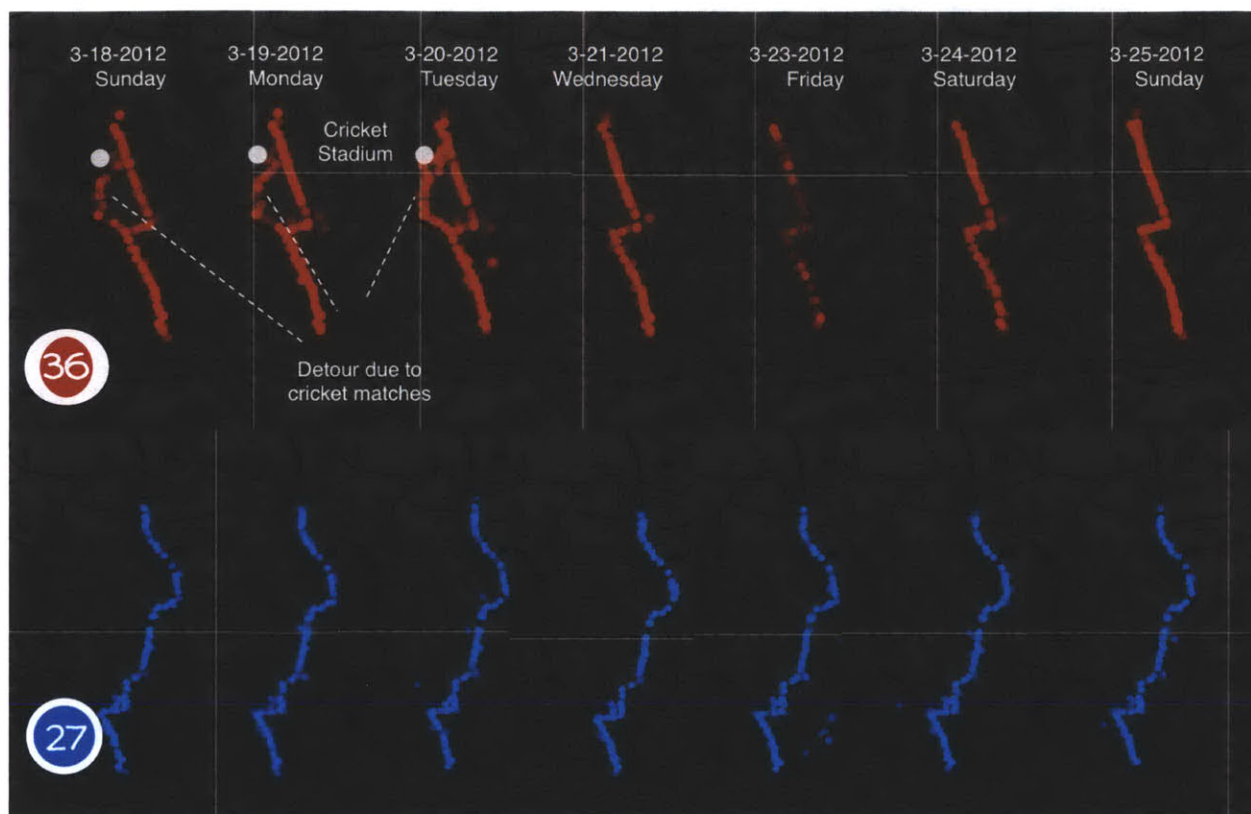 3-18-2012
Sunday
3-19-2012
Monday
3-20-2012
Tuesday
3-21-2012
Wednesday
3-23-2012
Friday
3-24-2012
Saturday
3-25-2012
Sunday
Cricket
Stadium
36
Detour due to
cricket matches
27